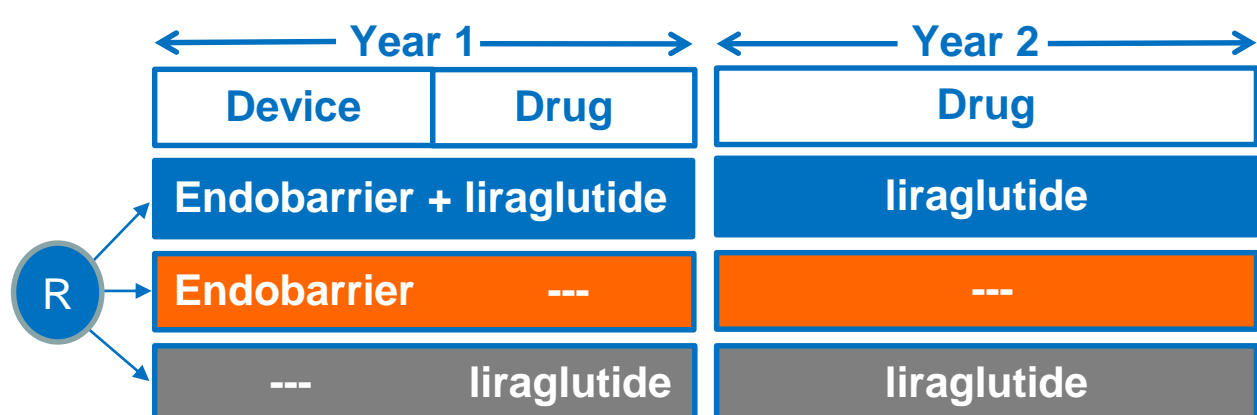 Year 1 Year 2
Device Drug Drug
Endobarrier + liraglutide liraglutide
R
Endobarrier --- ---
--- liraglutide liraglutide